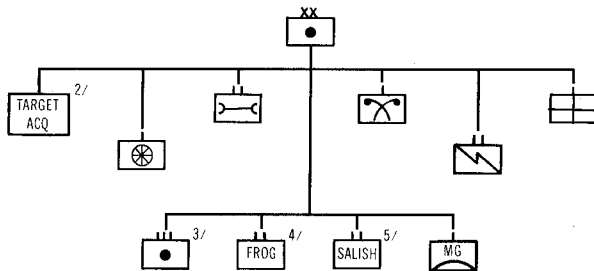 XX
2/
TARGET
ACQ
3/
4/
5/
FROG
SALISH
MG